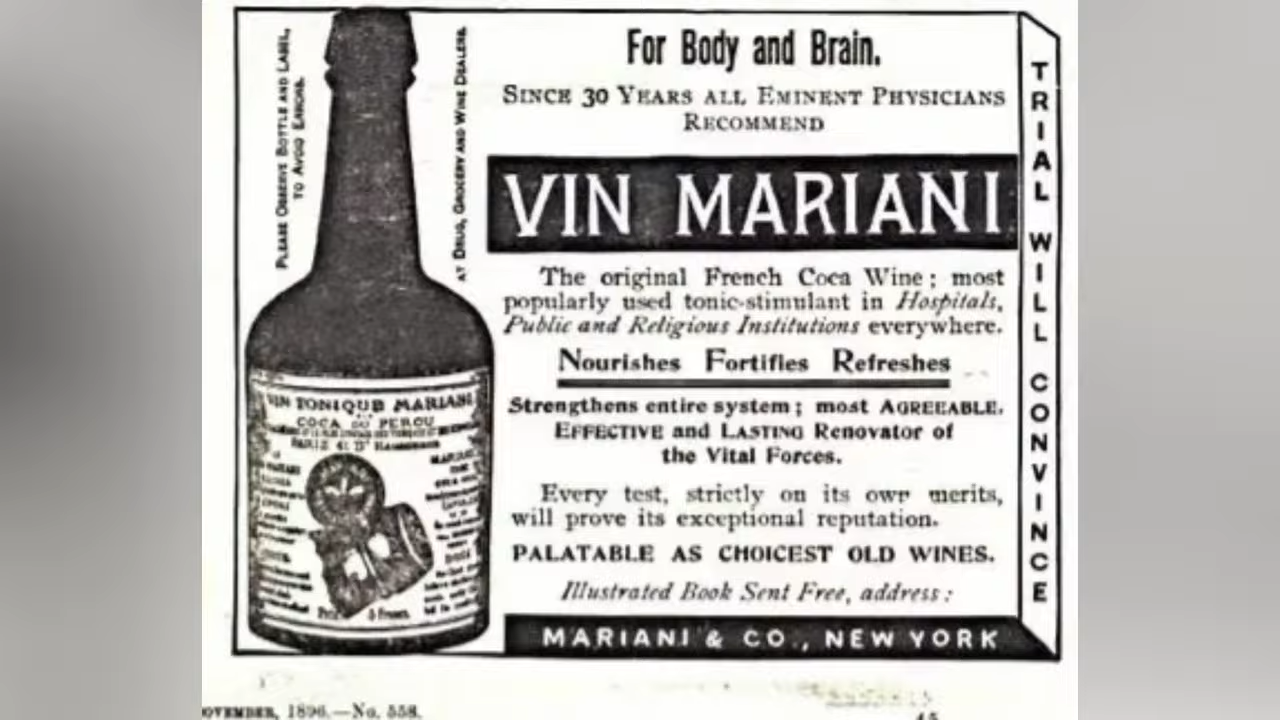 PLEASE OBSERVE BOTTLE AND LABEL,
TO AVOID ERRORS.
AT DRUG, GROCERY AND WINE DEALERS.
For Body and Brain.
SINCE 30 YEARS ALL EMINENT PHYSICIANS
RECOMMEND
VIN MARIANI
The original French Coca Wine; most
popularly used tonic-stimulant in Hospitals,
Public and Religious Institutions everywhere.
Nourishes Fortifies Refreshes
Strengthens entire system; most AGREEABLE,
EFFECTIVE and LASTING Renovator of
the Vital Forces.
Every test, strictly on its own merits,
will prove its exceptional reputation.
PALATABLE AS CHOICEST OLD WINES.
Illustrated Book Sent Free, address:
MARIANI & CO., NEW YORK
TRIAL WILL CONVINCE
VIN TONIQUE MARIANI
COCA DU PEROU
PARIS
OVEMBER, 1896.—No. 558.
45